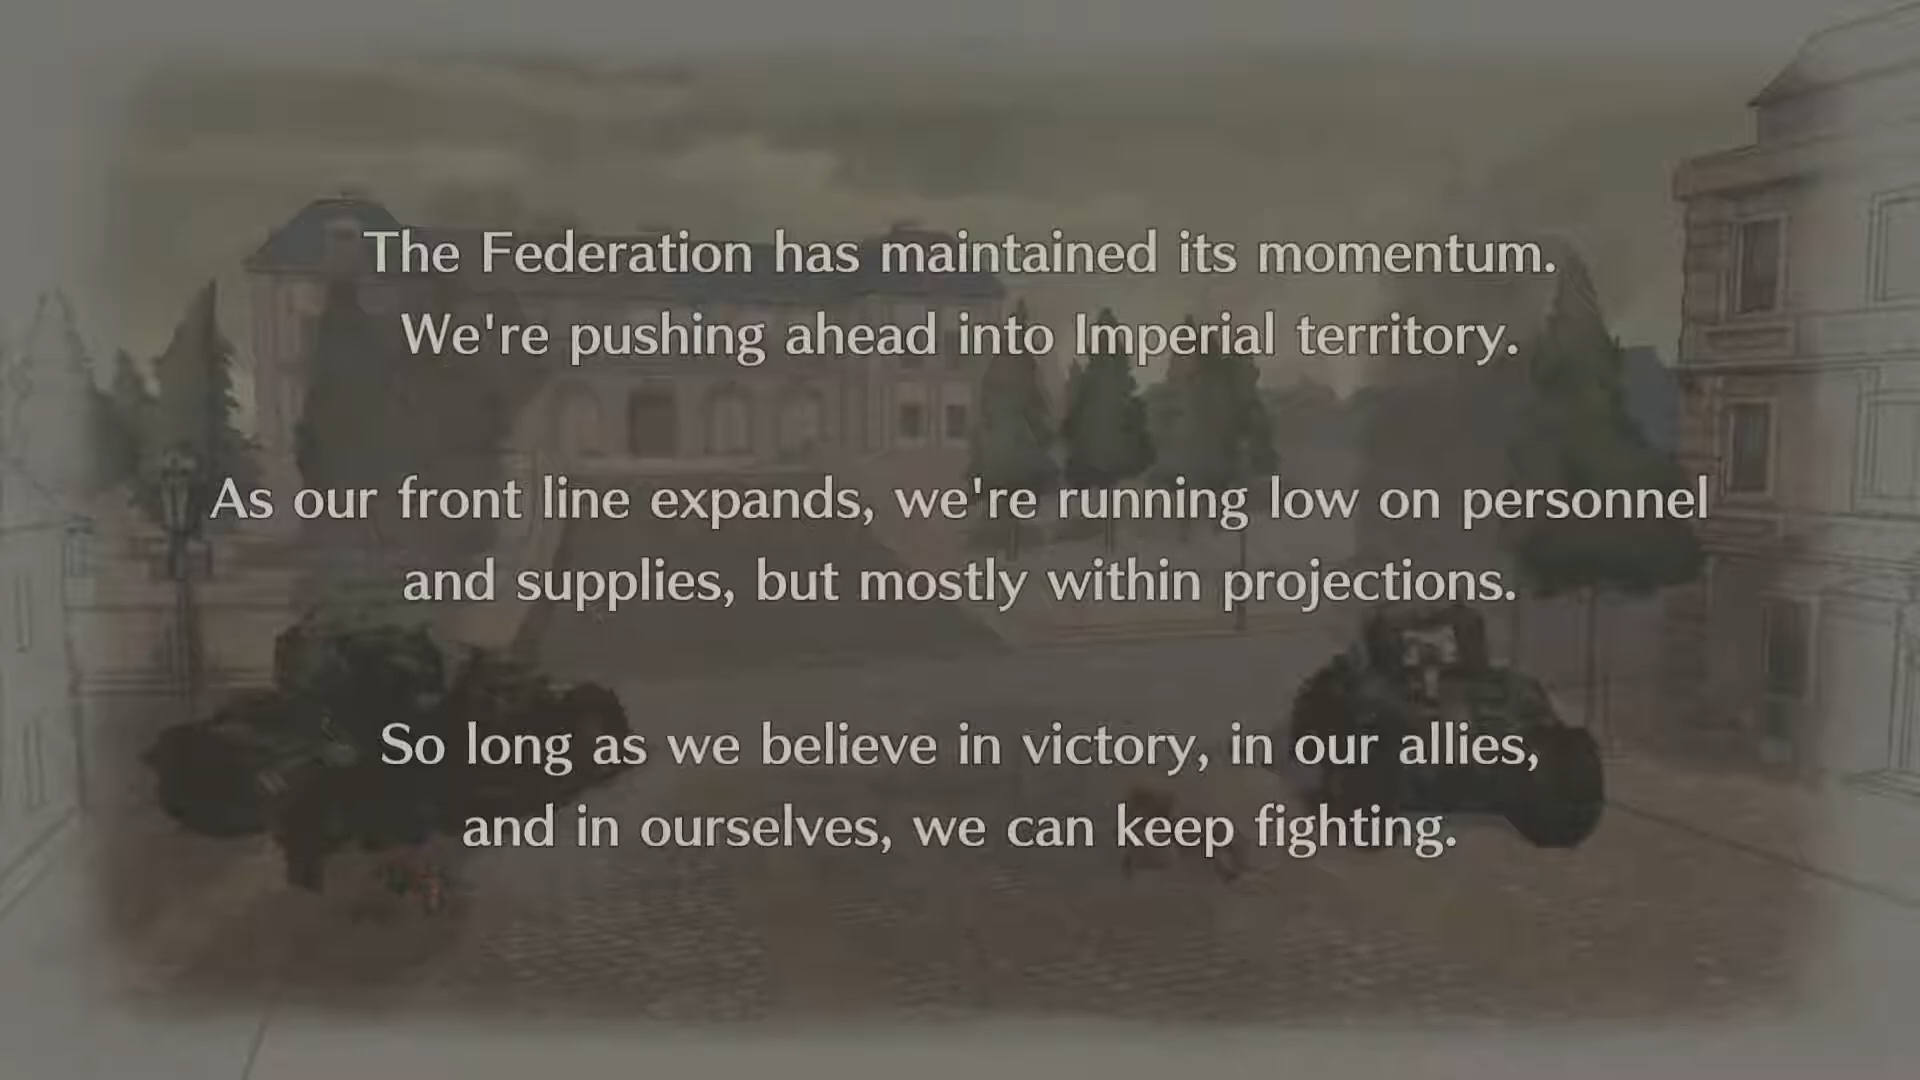 The Federation has maintained its momentum.
We're pushing ahead into Imperial territory.
As our front line expands, we're running low on personnel
and supplies, but mostly within projections.
So long as we believe in victory, in our allies,
and in ourselves, we can keep fighting.